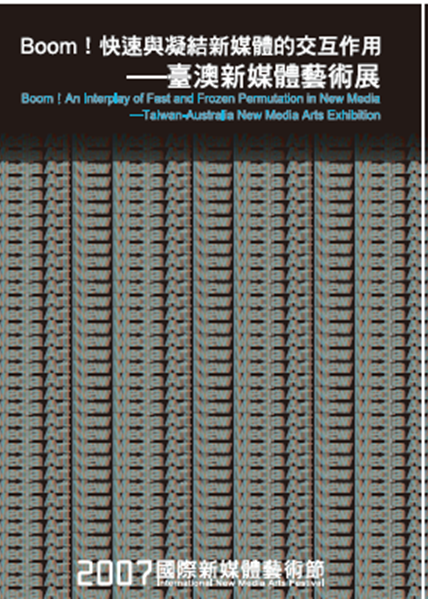 Boom！快速與凝結新媒體的交互作用
──臺澳新媒體藝術展
Boom！An Interplay of Fast and Frozen Permutation in New Media
—Taiwan-Australia New Media Arts Exhibition
2007國際新媒體藝術節
International New Media Arts Festival